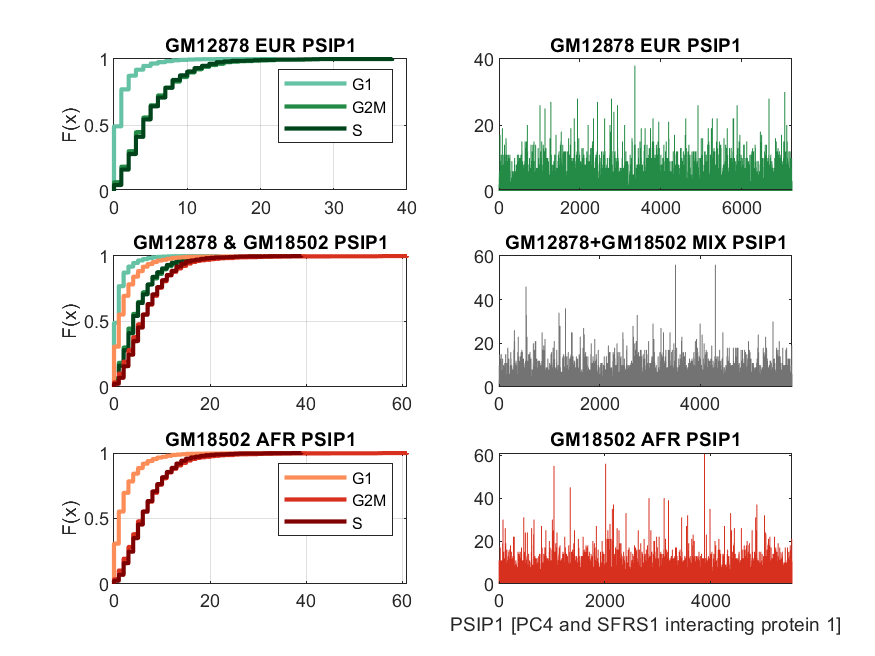 GM12878 EUR PSIP1
1
0.5
0
F(x)
0 10 20 30 40
G1
G2M
S
GM12878 EUR PSIP1
40
20
0
0 2000 4000 6000
GM12878 & GM18502 PSIP1
1
0.5
0
F(x)
0 20 40 60
GM12878+GM18502 MIX PSIP1
60
40
20
0
0 2000 4000
GM18502 AFR PSIP1
1
0.5
0
F(x)
0 20 40 60
G1
G2M
S
GM18502 AFR PSIP1
60
40
20
0
0 2000 4000
PSIP1 [PC4 and SFRS1 interacting protein 1]